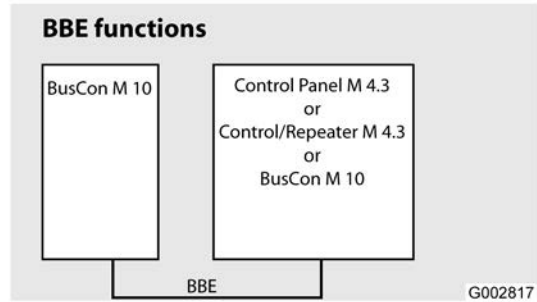 BBE functions
BusCon M 10
Control Panel M 4.3
or
Control/Repeater M 4.3
or
BusCon M 10
BBE
G002817